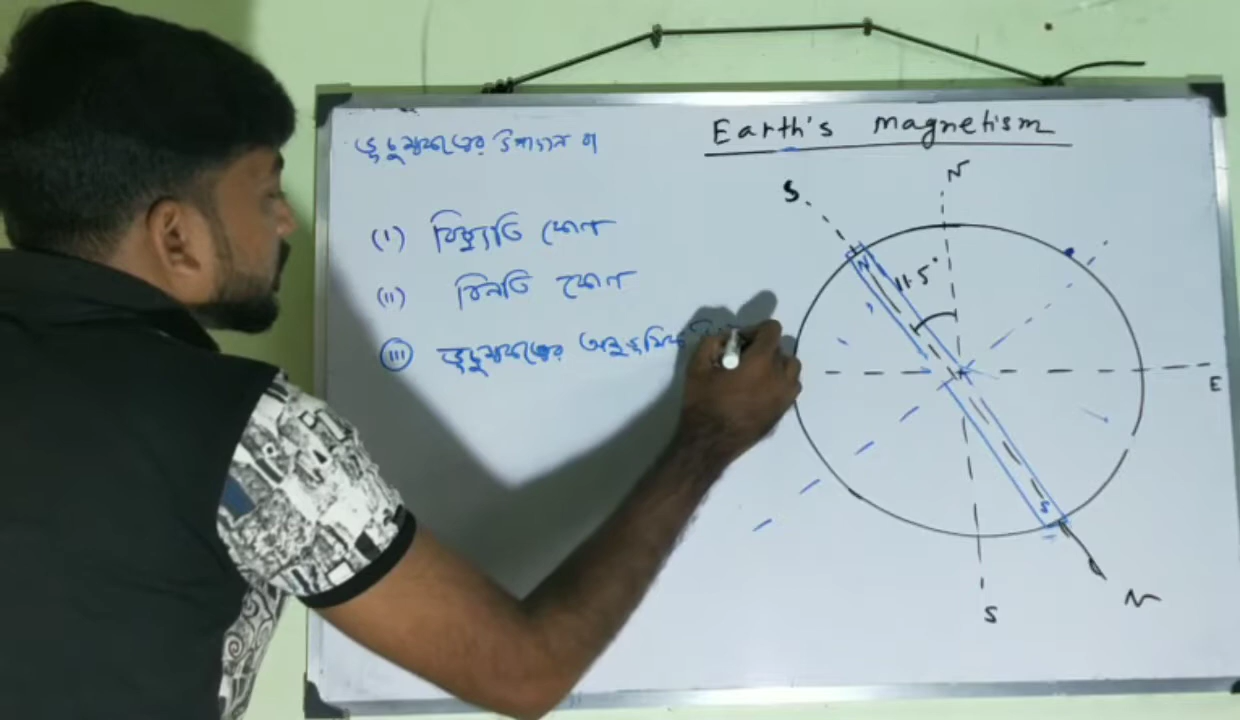 Earth's magnetism
ভূচুম্বকত্বের উপাদান বা
(i) বিচ্যুতি কোণ
(ii) বিনতি কোণ
(iii) ভূচুম্বকত্বের অনুভূমিক
N
S
N
11.5°
E
S
S
N